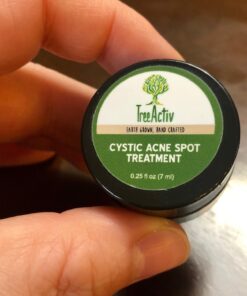 TreeActiv
EARTH GROWN, HAND CRAFTED
CYSTIC ACNE SPOT
TREATMENT
0.25 fl oz (7 ml)